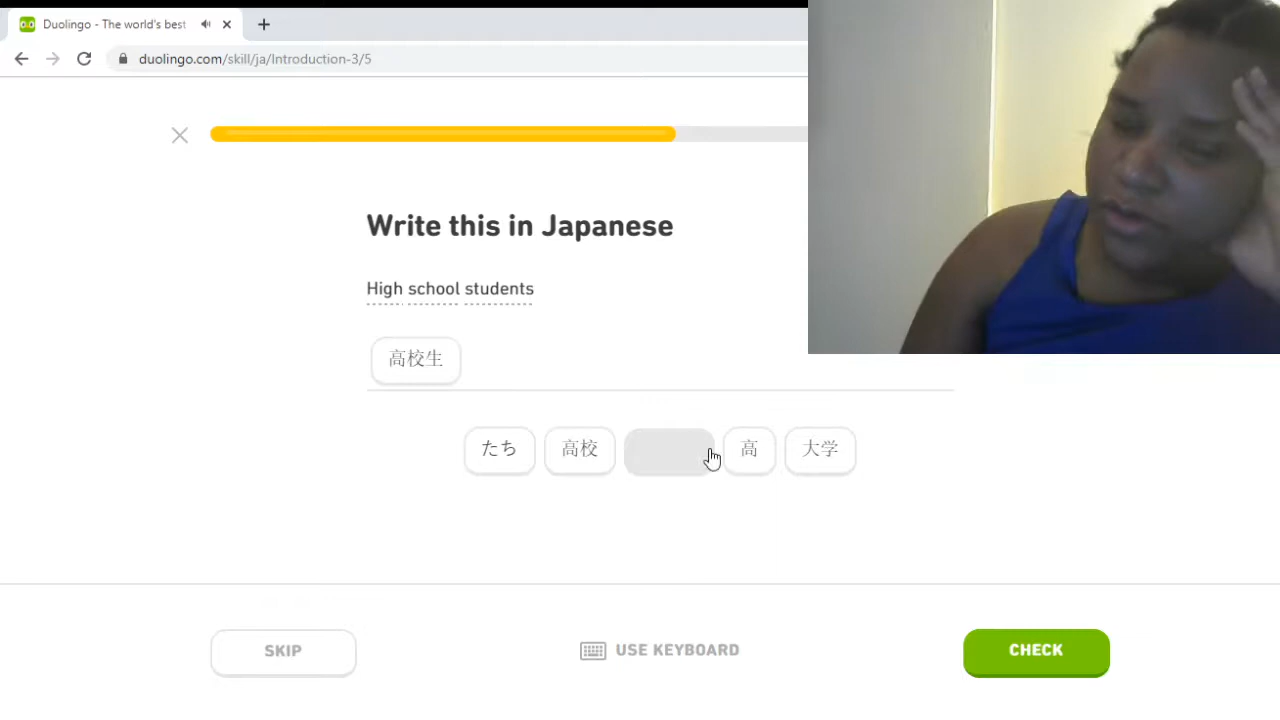 Duolingo - The world's best
duolingo.com/skill/ja/Introduction-3/5
Write this in Japanese
High school students
高校生
たち 高校 高 大学
SKIP USE KEYBOARD CHECK